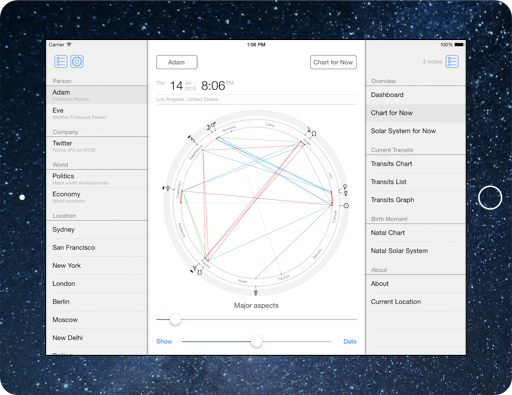 Carrier
1:06 PM
100%
Person
Adam
Fictitious Person
Eve
Another Fictitious Person
Company
Twitter
Twitter IPO on NYSE
World
Politics
Major world developments
Economy
World economy
Location
Sydney
San Francisco
New York
London
Berlin
Moscow
New Delhi
Adam
Chart for Now
Thu
14
Jul
2016
8:06
PM
Los Angeles, United States
Major aspects
Show
Date
3 notes
Overview
Dashboard
Chart for Now
Solar System for Now
Current Transits
Transits Chart
Transits List
Transits Graph
Birth Moment
Natal Chart
Natal Solar System
About
About
Current Location